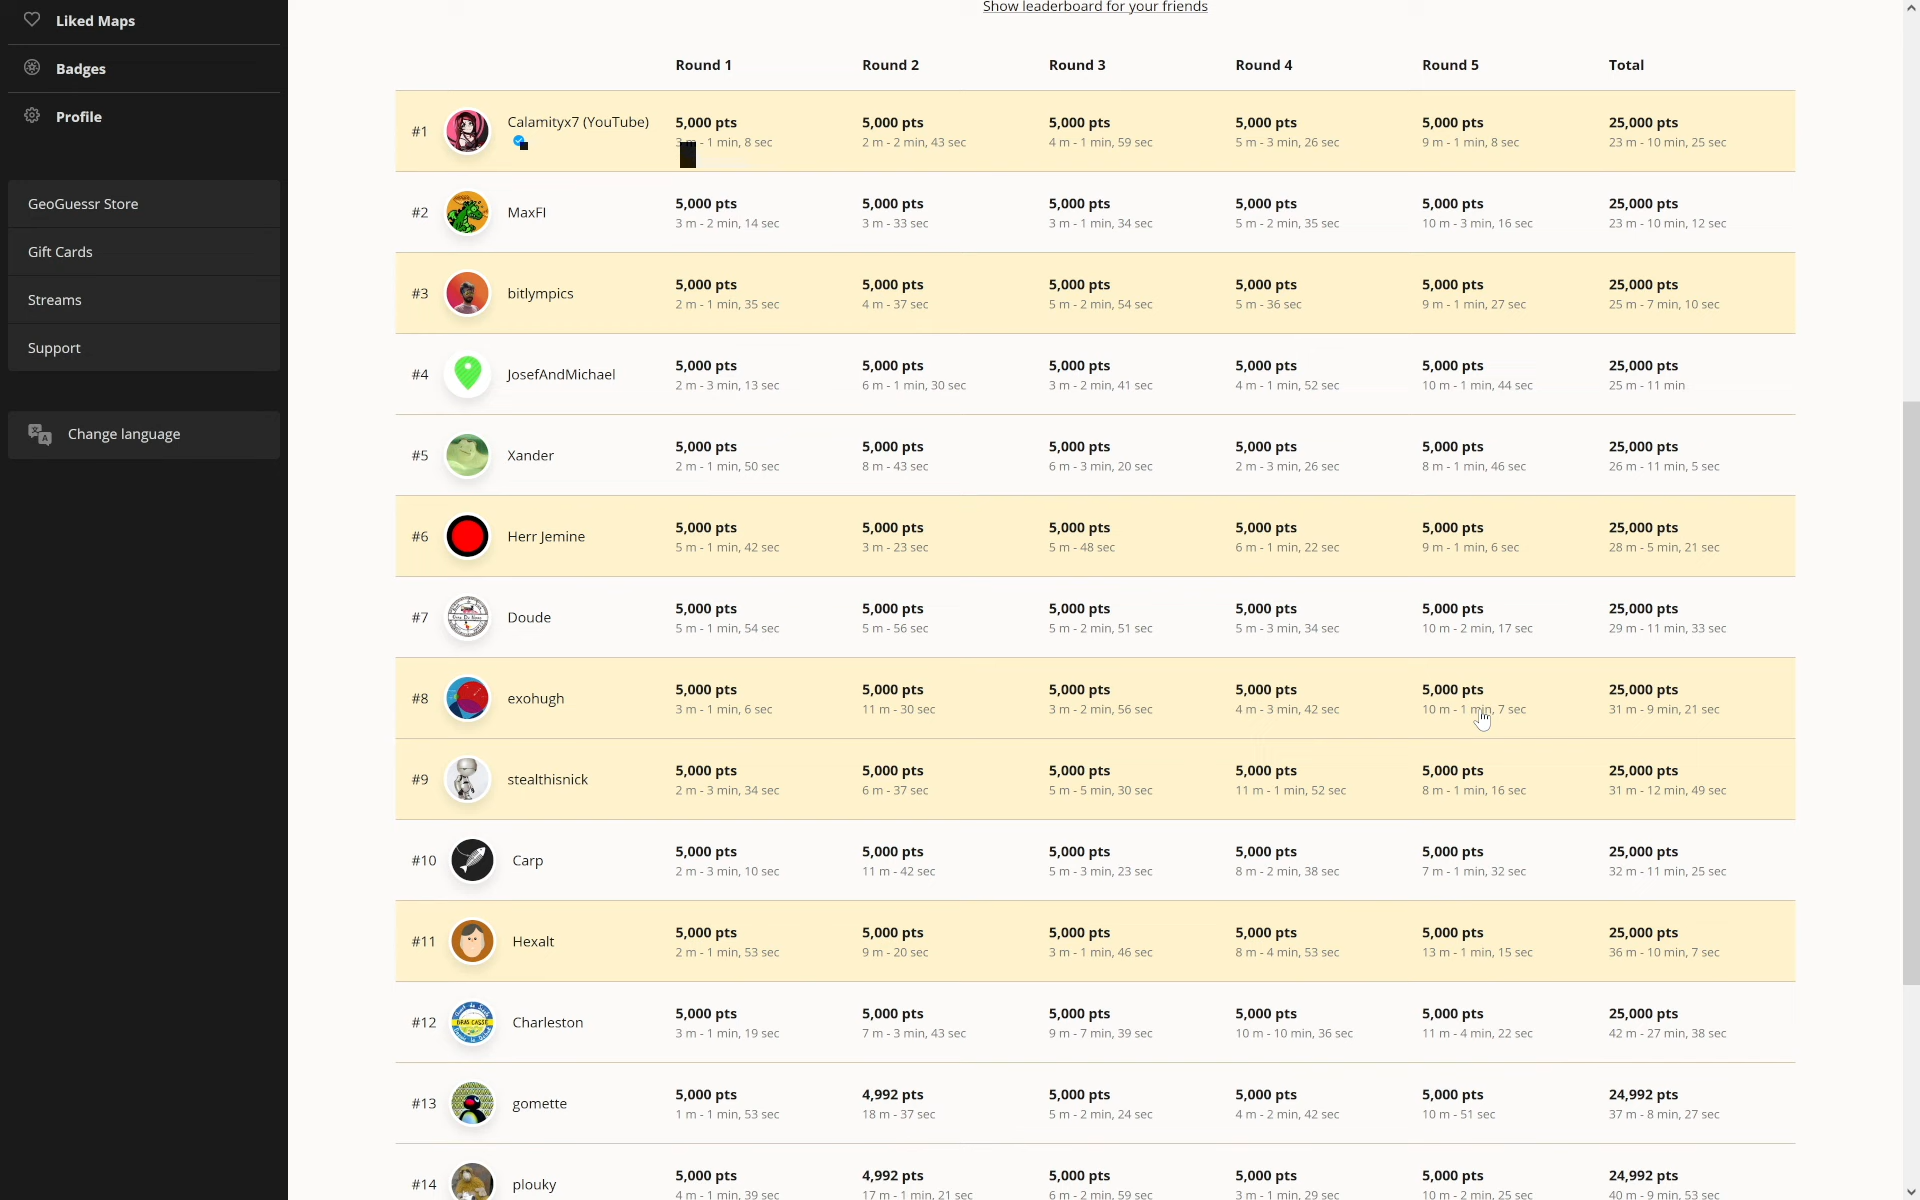 Liked Maps
Badges
Profile
GeoGuessr Store
Gift Cards
Streams
Support
Change language
Show leaderboard for your friends
Round 1 Round 2 Round 3 Round 4 Round 5 Total
#1 Calamityx7 (YouTube) 5,000 pts 5,000 pts 5,000 pts 5,000 pts 5,000 pts 25,000 pts
3 m - 1 min, 8 sec 2 m - 2 min, 43 sec 4 m - 1 min, 59 sec 5 m - 3 min, 26 sec 9 m - 1 min, 8 sec 23 m - 10 min, 25 sec
#2 MaxFI 5,000 pts 5,000 pts 5,000 pts 5,000 pts 5,000 pts 25,000 pts
3 m - 2 min, 14 sec 3 m - 33 sec 3 m - 1 min, 34 sec 5 m - 2 min, 35 sec 10 m - 3 min, 16 sec 23 m - 10 min, 12 sec
#3 bitlympics 5,000 pts 5,000 pts 5,000 pts 5,000 pts 5,000 pts 25,000 pts
2 m - 1 min, 35 sec 4 m - 37 sec 5 m - 2 min, 54 sec 5 m - 36 sec 9 m - 1 min, 27 sec 25 m - 7 min, 10 sec
#4 JosefAndMichael 5,000 pts 5,000 pts 5,000 pts 5,000 pts 5,000 pts 25,000 pts
2 m - 3 min, 13 sec 6 m - 1 min, 30 sec 3 m - 2 min, 41 sec 4 m - 1 min, 52 sec 10 m - 1 min, 44 sec 25 m - 11 min
#5 Xander 5,000 pts 5,000 pts 5,000 pts 5,000 pts 5,000 pts 25,000 pts
2 m - 1 min, 50 sec 8 m - 43 sec 6 m - 3 min, 20 sec 2 m - 3 min, 26 sec 8 m - 1 min, 46 sec 26 m - 11 min, 5 sec
#6 Herr Jemine 5,000 pts 5,000 pts 5,000 pts 5,000 pts 5,000 pts 25,000 pts
5 m - 1 min, 42 sec 3 m - 23 sec 5 m - 48 sec 6 m - 1 min, 22 sec 9 m - 1 min, 6 sec 28 m - 5 min, 21 sec
#7 Doude 5,000 pts 5,000 pts 5,000 pts 5,000 pts 5,000 pts 25,000 pts
5 m - 1 min, 54 sec 5 m - 56 sec 5 m - 2 min, 51 sec 5 m - 3 min, 34 sec 10 m - 2 min, 17 sec 29 m - 11 min, 33 sec
#8 exohugh 5,000 pts 5,000 pts 5,000 pts 5,000 pts 5,000 pts 25,000 pts
3 m - 1 min, 6 sec 11 m - 30 sec 3 m - 2 min, 56 sec 4 m - 3 min, 42 sec 10 m - 1 min, 7 sec 31 m - 9 min, 21 sec
#9 stealthisnick 5,000 pts 5,000 pts 5,000 pts 5,000 pts 5,000 pts 25,000 pts
2 m - 3 min, 34 sec 6 m - 37 sec 5 m - 5 min, 30 sec 11 m - 1 min, 52 sec 8 m - 1 min, 16 sec 31 m - 12 min, 49 sec
#10 Carp 5,000 pts 5,000 pts 5,000 pts 5,000 pts 5,000 pts 25,000 pts
2 m - 3 min, 10 sec 11 m - 42 sec 5 m - 3 min, 23 sec 8 m - 2 min, 38 sec 7 m - 1 min, 32 sec 32 m - 11 min, 25 sec
#11 Hexalt 5,000 pts 5,000 pts 5,000 pts 5,000 pts 5,000 pts 25,000 pts
2 m - 1 min, 53 sec 9 m - 20 sec 3 m - 1 min, 46 sec 8 m - 4 min, 53 sec 13 m - 1 min, 15 sec 36 m - 10 min, 7 sec
#12 Charleston 5,000 pts 5,000 pts 5,000 pts 5,000 pts 5,000 pts 25,000 pts
3 m - 1 min, 19 sec 7 m - 3 min, 43 sec 9 m - 7 min, 39 sec 10 m - 10 min, 36 sec 11 m - 4 min, 22 sec 42 m - 27 min, 38 sec
#13 gomette 5,000 pts 4,992 pts 5,000 pts 5,000 pts 5,000 pts 24,992 pts
1 m - 1 min, 53 sec 18 m - 37 sec 5 m - 2 min, 24 sec 4 m - 2 min, 42 sec 10 m - 51 sec 37 m - 8 min, 27 sec
#14 plouky 5,000 pts 4,992 pts 5,000 pts 5,000 pts 5,000 pts 24,992 pts
4 m - 1 min, 39 sec 17 m - 1 min, 21 sec 6 m - 2 min, 59 sec 3 m - 1 min, 29 sec 10 m - 2 min, 25 sec 40 m - 9 min, 53 sec